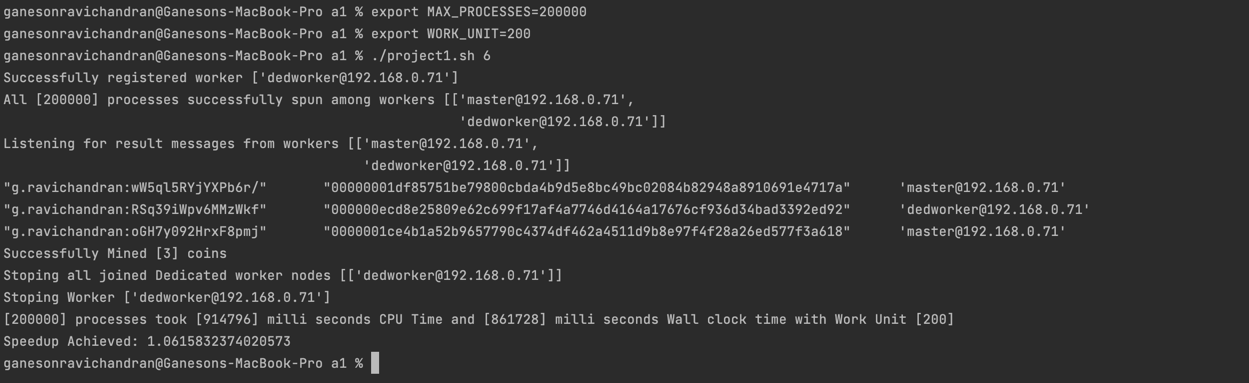 ganesonravichandran@Ganesons-MacBook-Pro a1 % export MAX_PROCESSES=200000
ganesonravichandran@Ganesons-MacBook-Pro a1 % export WORK_UNIT=200
ganesonravichandran@Ganesons-MacBook-Pro a1 % ./project1.sh 6
Successfully registered worker ['dedworker@192.168.0.71']
All [200000] processes successfully spun among workers [['master@192.168.0.71',
'dedworker@192.168.0.71']]
Listening for result messages from workers [['master@192.168.0.71',
'dedworker@192.168.0.71']]
"g.ravichandran:wW5ql5RYjYXPb6r/" "00000001df85751be79800cbda4b9d5e8bc49bc02084b82948a8910691e4717a" 'master@192.168.0.71'
"g.ravichandran:RSq39iWpv6MMzWkf" "000000ecd8e25809e62c699f17af4a7746d4164a17676cf936d34bad3392ed92" 'dedworker@192.168.0.71'
"g.ravichandran:oGH7y092HrxF8pmj" "0000001ce4b1a52b9657790c4374df462a4511d9b8e97f4f28a26ed577f3a618" 'master@192.168.0.71'
Successfully Mined [3] coins
Stoping all joined Dedicated worker nodes [['dedworker@192.168.0.71']]
Stoping Worker ['dedworker@192.168.0.71']
[200000] processes took [914796] milli seconds CPU Time and [861728] milli seconds Wall clock time with Work Unit [200]
Speedup Achieved: 1.0615832374020573
ganesonravichandran@Ganesons-MacBook-Pro a1 %